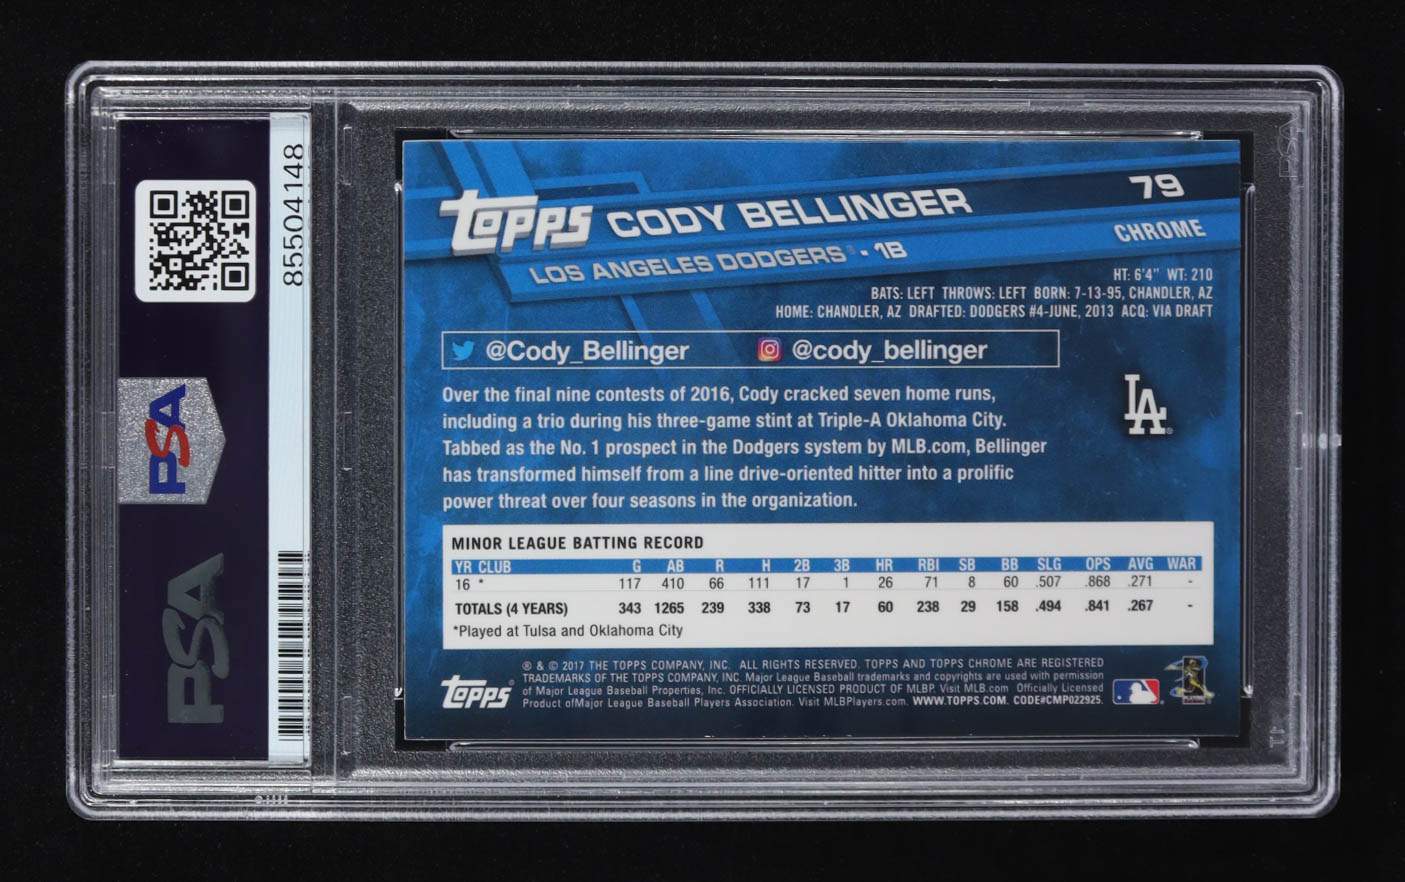 85504148
PSA
PSA
TOPPS CODY BELLINGER 79
LOS ANGELES DODGERS® • 1B CHROME
HT: 6'4" WT: 210
BATS: LEFT THROWS: LEFT BORN: 7-13-95, CHANDLER, AZ
HOME: CHANDLER, AZ DRAFTED: DODGERS #4-JUNE, 2013 ACQ: VIA DRAFT
@Cody_Bellinger @cody_bellinger
Over the final nine contests of 2016, Cody cracked seven home runs,
including a trio during his three-game stint at Triple-A Oklahoma City.
Tabbed as the No. 1 prospect in the Dodgers system by MLB.com, Bellinger
has transformed himself from a line drive-oriented hitter into a prolific
power threat over four seasons in the organization.
LA
MINOR LEAGUE BATTING RECORD
YR CLUB G AB R H 2B 3B HR RBI SB BB SLG OPS AVG WAR
16 * 117 410 66 111 17 1 26 71 8 60 .507 .868 .271 -
TOTALS (4 YEARS) 343 1265 239 338 73 17 60 238 29 158 .494 .841 .267 -
*Played at Tulsa and Oklahoma City
® & © 2017 THE TOPPS COMPANY, INC. ALL RIGHTS RESERVED. TOPPS AND TOPPS CHROME ARE REGISTERED
TRADEMARKS OF THE TOPPS COMPANY, INC. Major League Baseball trademarks and copyrights are used with permission
of Major League Baseball Properties, Inc. OFFICIALLY LICENSED PRODUCT OF MLBP. Visit MLB.com Officially Licensed
Product of Major League Baseball Players Association. Visit MLBPlayers.com. WWW.TOPPS.COM. CODE#CMP022925.
TOPPS®